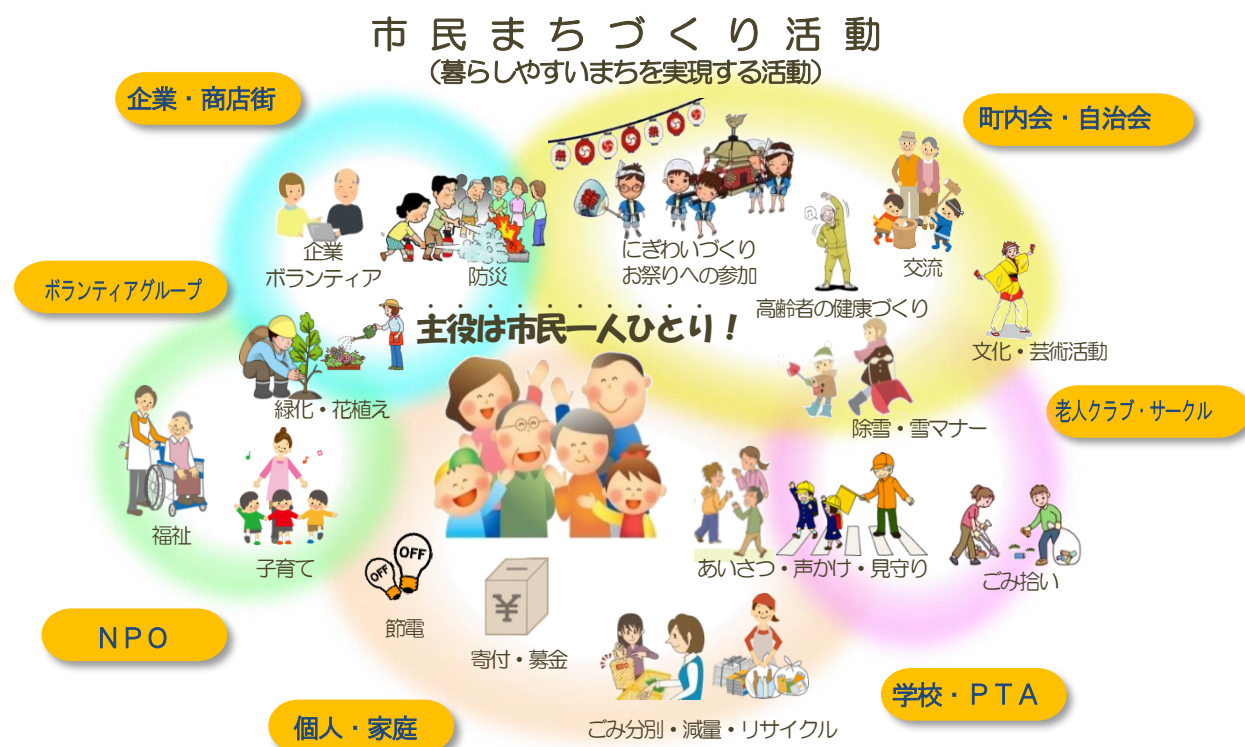 市民まちづくり活動
（暮らしやすいまちを実現する活動）
企業・商店街
町内会・自治会
祭
祭
祭
企業
ボランティア
防災
にぎわいづくり
お祭りへの参加
交流
高齢者の健康づくり
ボランティアグループ
主役は市民一人ひとり！
文化・芸術活動
緑化・花植え
除雪・雪マナー
老人クラブ・サークル
福祉
子育て
OFF
OFF
節電
¥
寄付・募金
あいさつ・声かけ・見守り
ごみ拾い
NPO
学校・PTA
個人・家庭
ごみ分別・減量・リサイクル